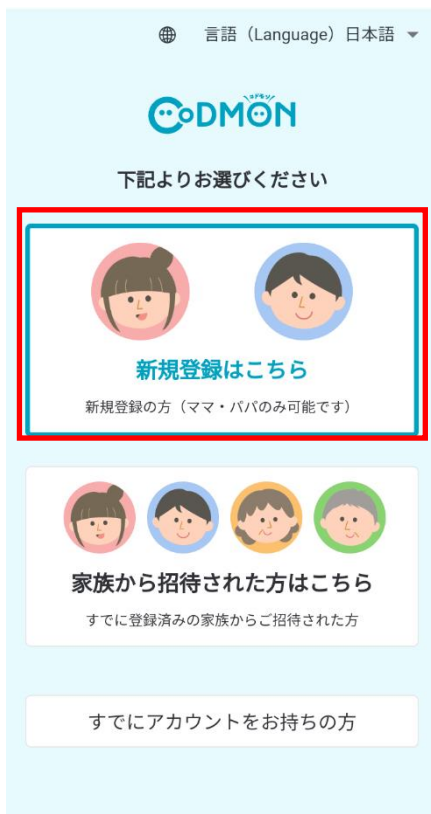 言語（Language）日本語
コドモン
CODMON
下記よりお選びください
新規登録はこちら
新規登録の方（ママ・パパのみ可能です）
家族から招待された方はこちら
すでに登録済みの家族からご招待された方
すでにアカウントをお持ちの方